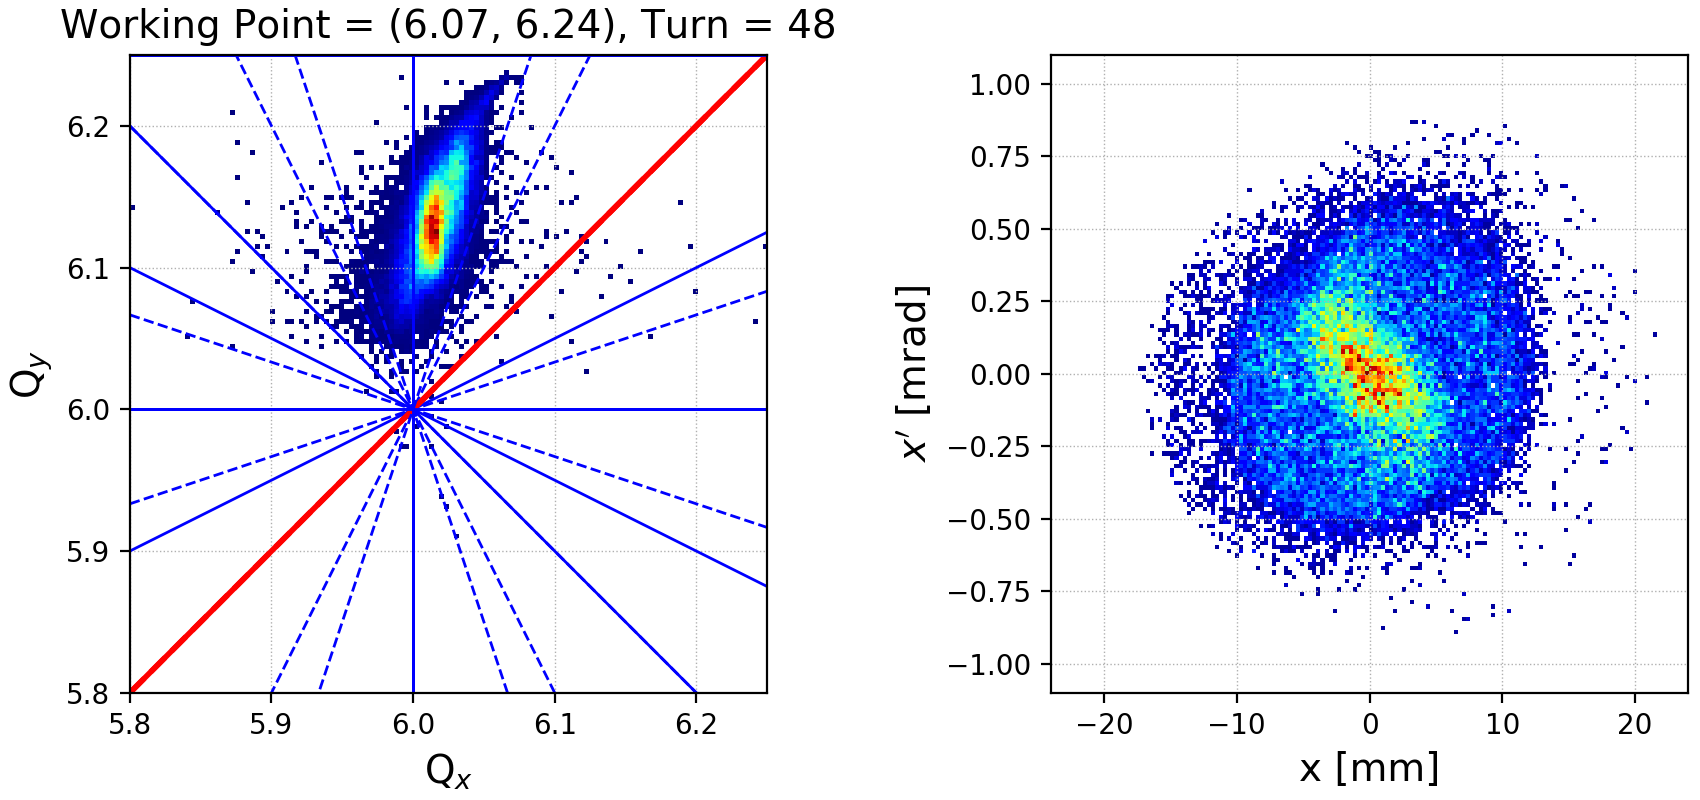 Working Point = (6.07, 6.24), Turn = 48
6.2
6.1
6.0
5.9
5.8
Qy
5.8 5.9 6.0 6.1 6.2
Qx
1.00
0.75
0.50
0.25
0.00
−0.25
−0.50
−0.75
−1.00
x′ [mrad]
−20 −10 0 10 20
x [mm]